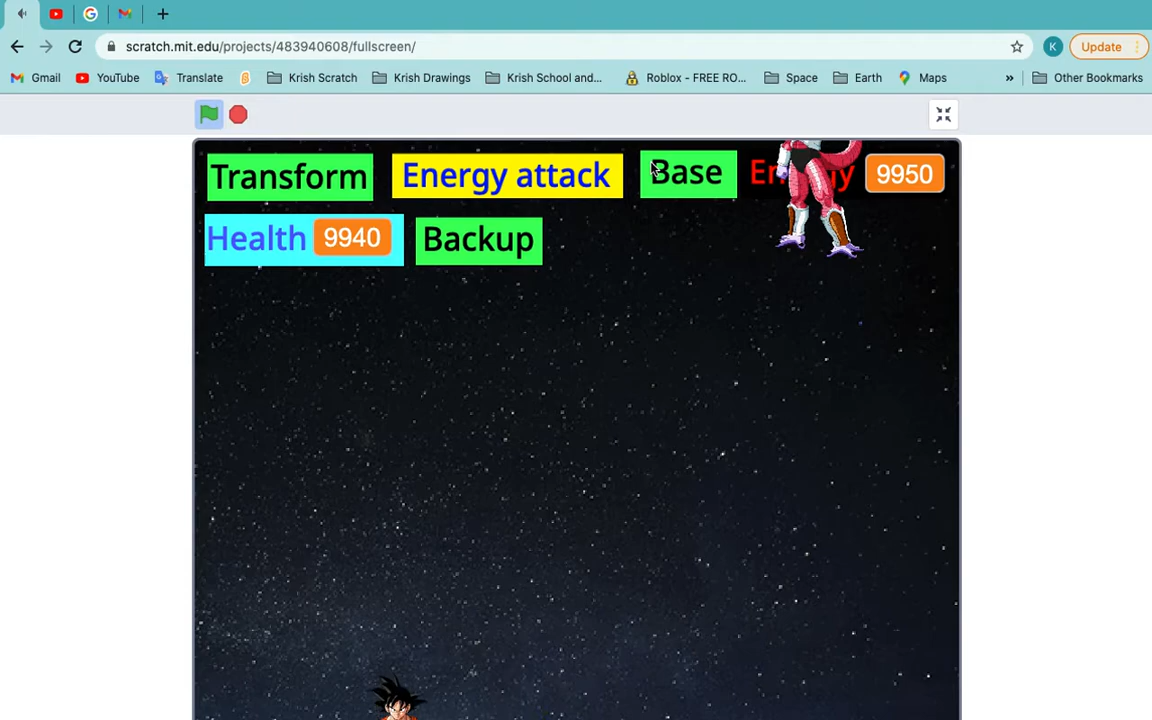 scratch.mit.edu/projects/483940608/fullscreen/
K
Update
Gmail YouTube Translate Krish Scratch Krish Drawings Krish School and... Roblox - FREE RO... Space Earth Maps » Other Bookmarks
Transform Energy attack Base 9950
Health 9940 Backup